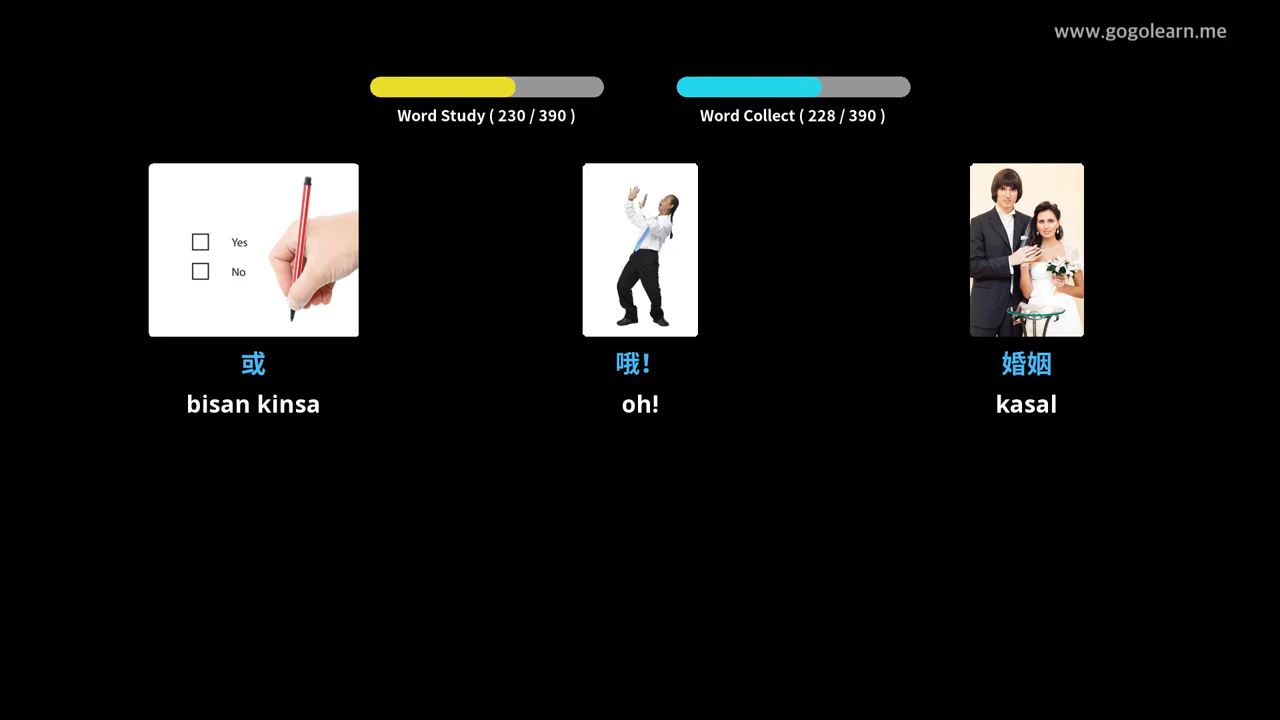 www.gogolearn.me
Word Study ( 230 / 390 )
Word Collect ( 228 / 390 )
Yes
No
或
bisan kinsa
哦!
oh!
婚姻
kasal